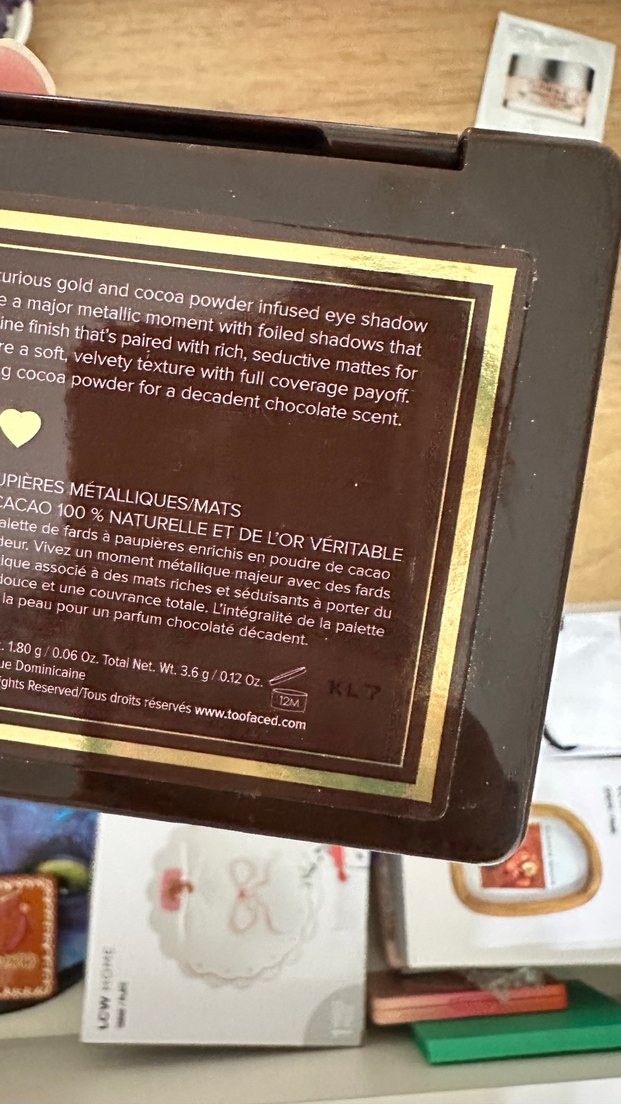 urious gold and cocoa powder infused eye shadow
e a major metallic moment with foiled shadows that
ine finish that's paired with rich, seductive mattes for
re a soft, velvety texture with full coverage payoff.
g cocoa powder for a decadent chocolate scent.
UPIÈRES MÉTALLIQUES/MATS
CACAO 100 % NATURELLE ET DE L'OR VÉRITABLE
alette de fards à paupières enrichis en poudre de cacao
deur. Vivez un moment métallique majeur avec des fards
ique associé à des mats riches et séduisants à porter du
douce et une couvrance totale. L'intégralité de la palette
la peau pour un parfum chocolaté décadent.
. 1.80 g / 0.06 Oz. Total Net. Wt. 3.6 g / 0.12 Oz.
ue Dominicaine
ights Reserved/Tous droits réservés www.toofaced.com
12M
KL7
LCW HOME